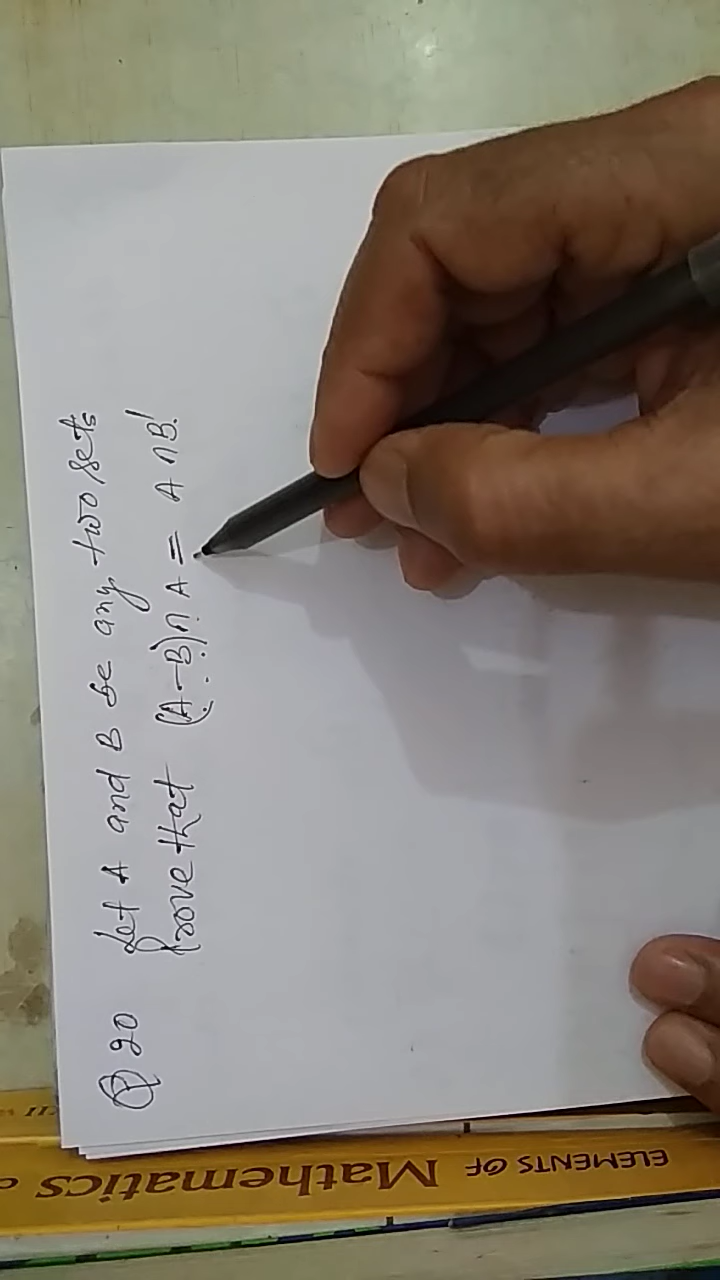 Q 20 Let A and B be any two sets
Prove that (A-B)∩A = A∩B'
ELEMENTS OF Mathematics